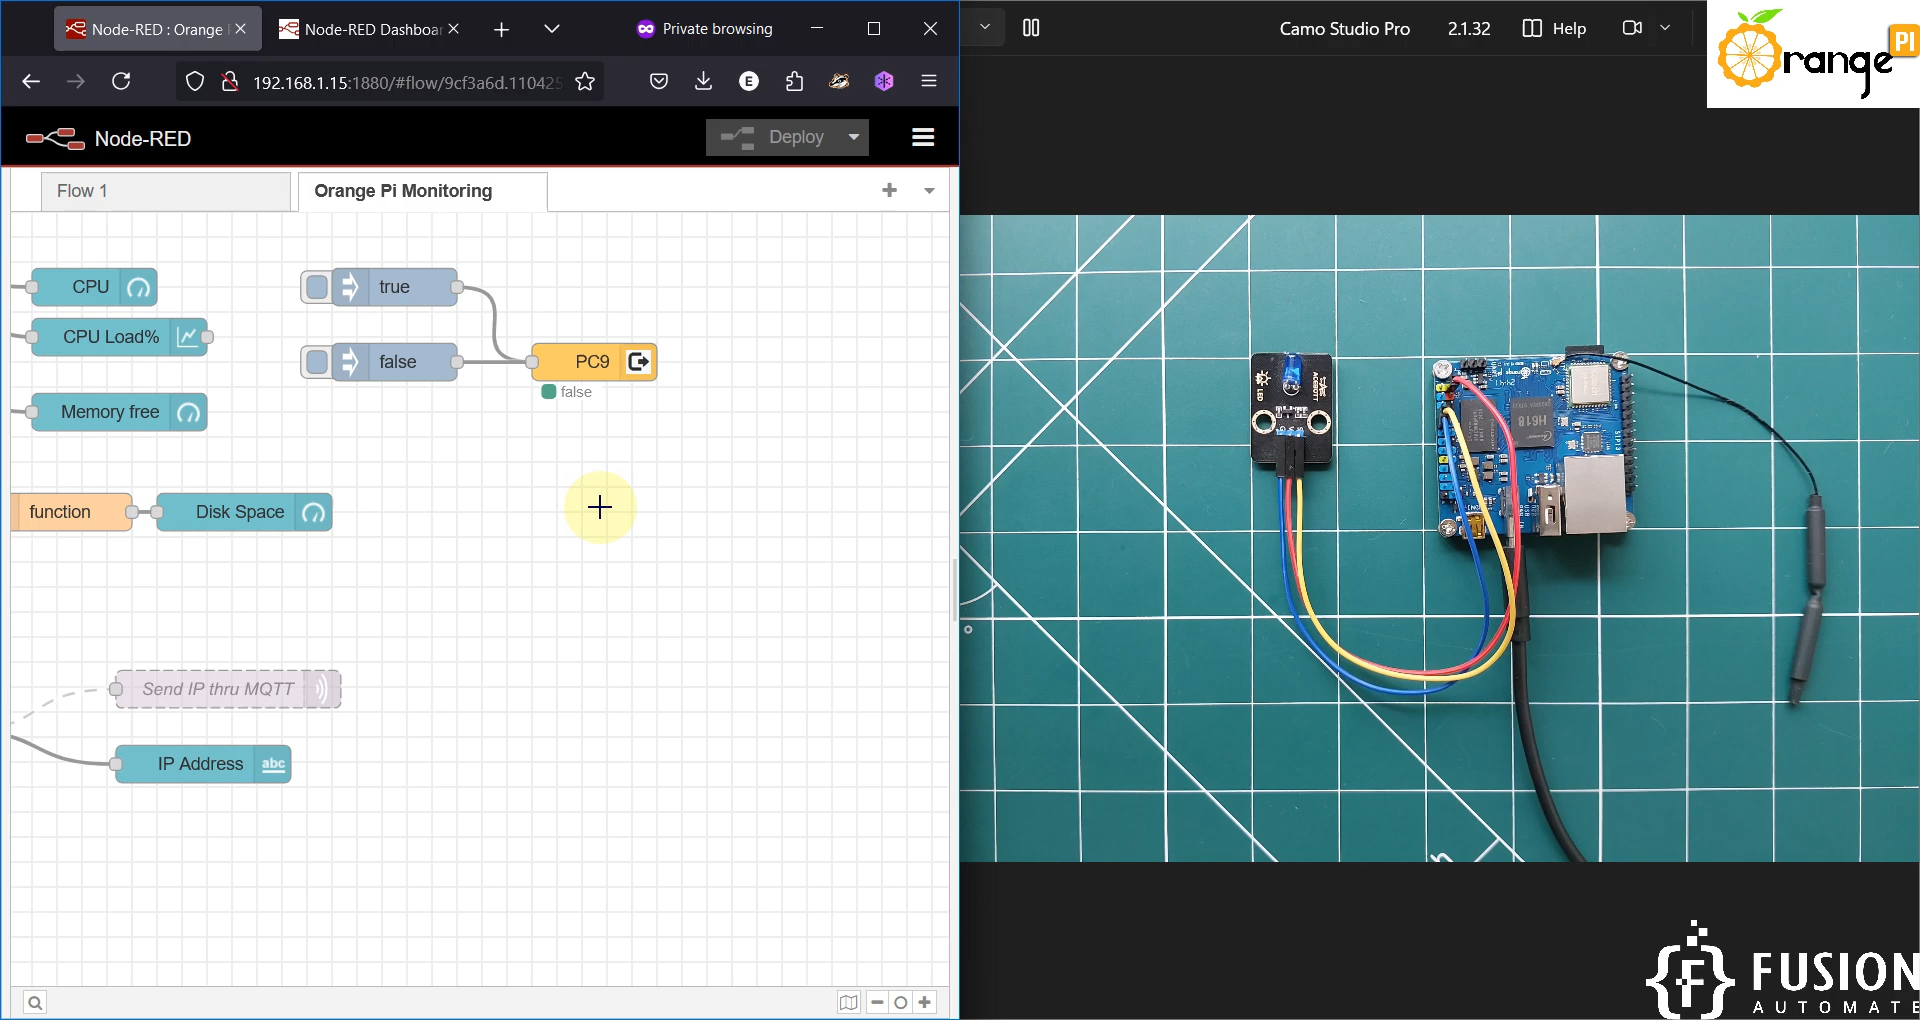 Node-RED : Orange
Node-RED Dashboar
Private browsing
192.168.1.15:1880/#flow/9cf3a6d.110425
E
Node-RED
Deploy
Flow 1
Orange Pi Monitoring
CPU
true
CPU Load%
false
PC9
false
Memory free
function
Disk Space
Send IP thru MQTT
IP Address
abc
Camo Studio Pro
2.1.32
Help
Orange
PI
LED
H618
FUSION
AUTOMATE